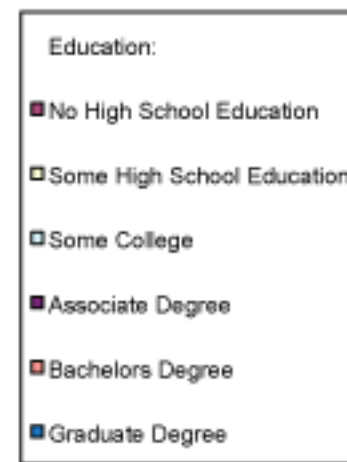 Education:
No High School Education
Some High School Education
Some College
Associate Degree
Bachelors Degree
Graduate Degree